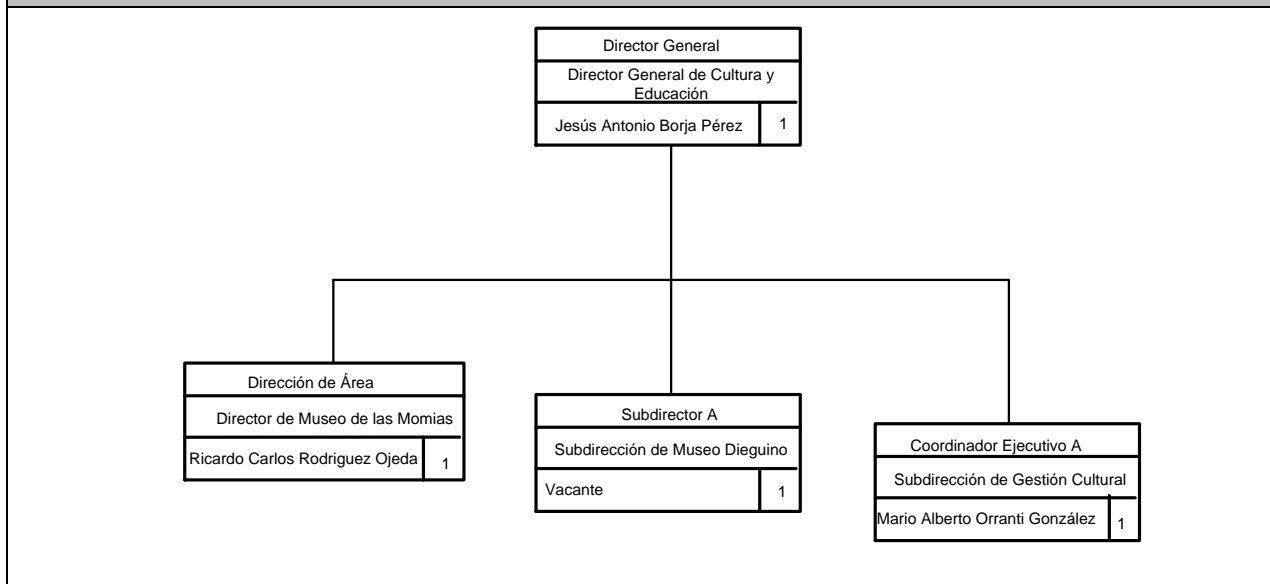 Director General
Director General de Cultura y
Educación
Jesús Antonio Borja Pérez 1
Dirección de Área
Director de Museo de las Momias
Ricardo Carlos Rodriguez Ojeda 1
Subdirector A
Subdirección de Museo Dieguino
Vacante 1
Coordinador Ejecutivo A
Subdirección de Gestión Cultural
Mario Alberto Orranti González 1